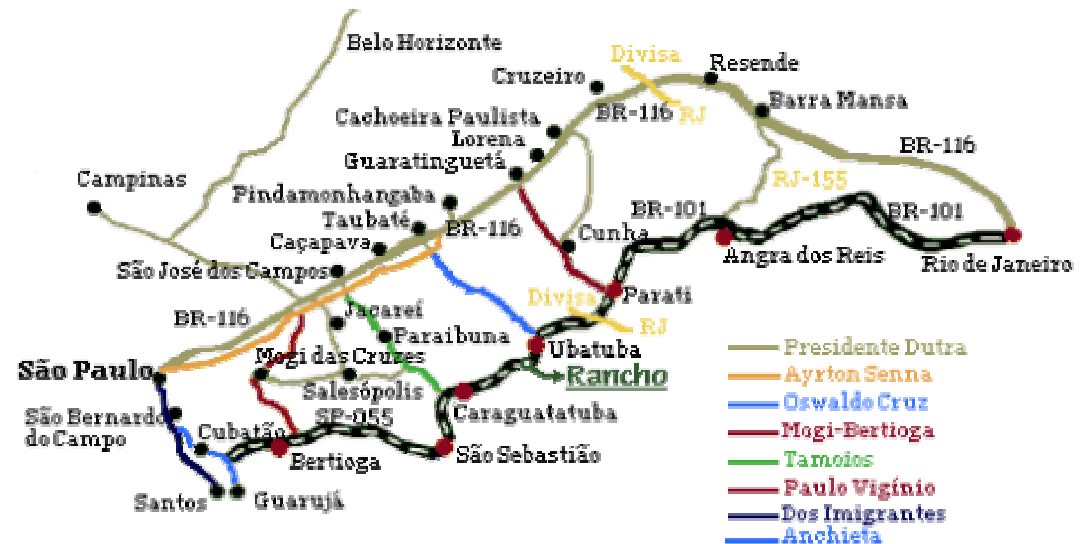 Belo Horizonte
Divisa
Resende
Cruzeiro
BR-116
RJ
Barra Mansa
Cachoeira Paulista
Lorena
BR-116
Guaratinguetá
Campinas
RJ-155
Pindamonhangaba
Taubaté
BR-116
BR-101
BR-101
Caçapava
Cunha
Angra dos Reis
Rio de Janeiro
São José dos Campos
Divisa
Parati
Jacareí
BR-116
RJ
Paraibuna
Ubatuba
Presidente Dutra
São Paulo
Mogi das Cruzes
Rancho
Ayrton Senna
Salesópolis
Oswaldo Cruz
São Bernardo
do Campo
SP-055
Caraguatatuba
Mogi-Bertioga
Cubatão
Bertioga
São Sebastião
Tamoios
Paulo Vigínio
Santos
Guarujá
Dos Imigrantes
Anchieta